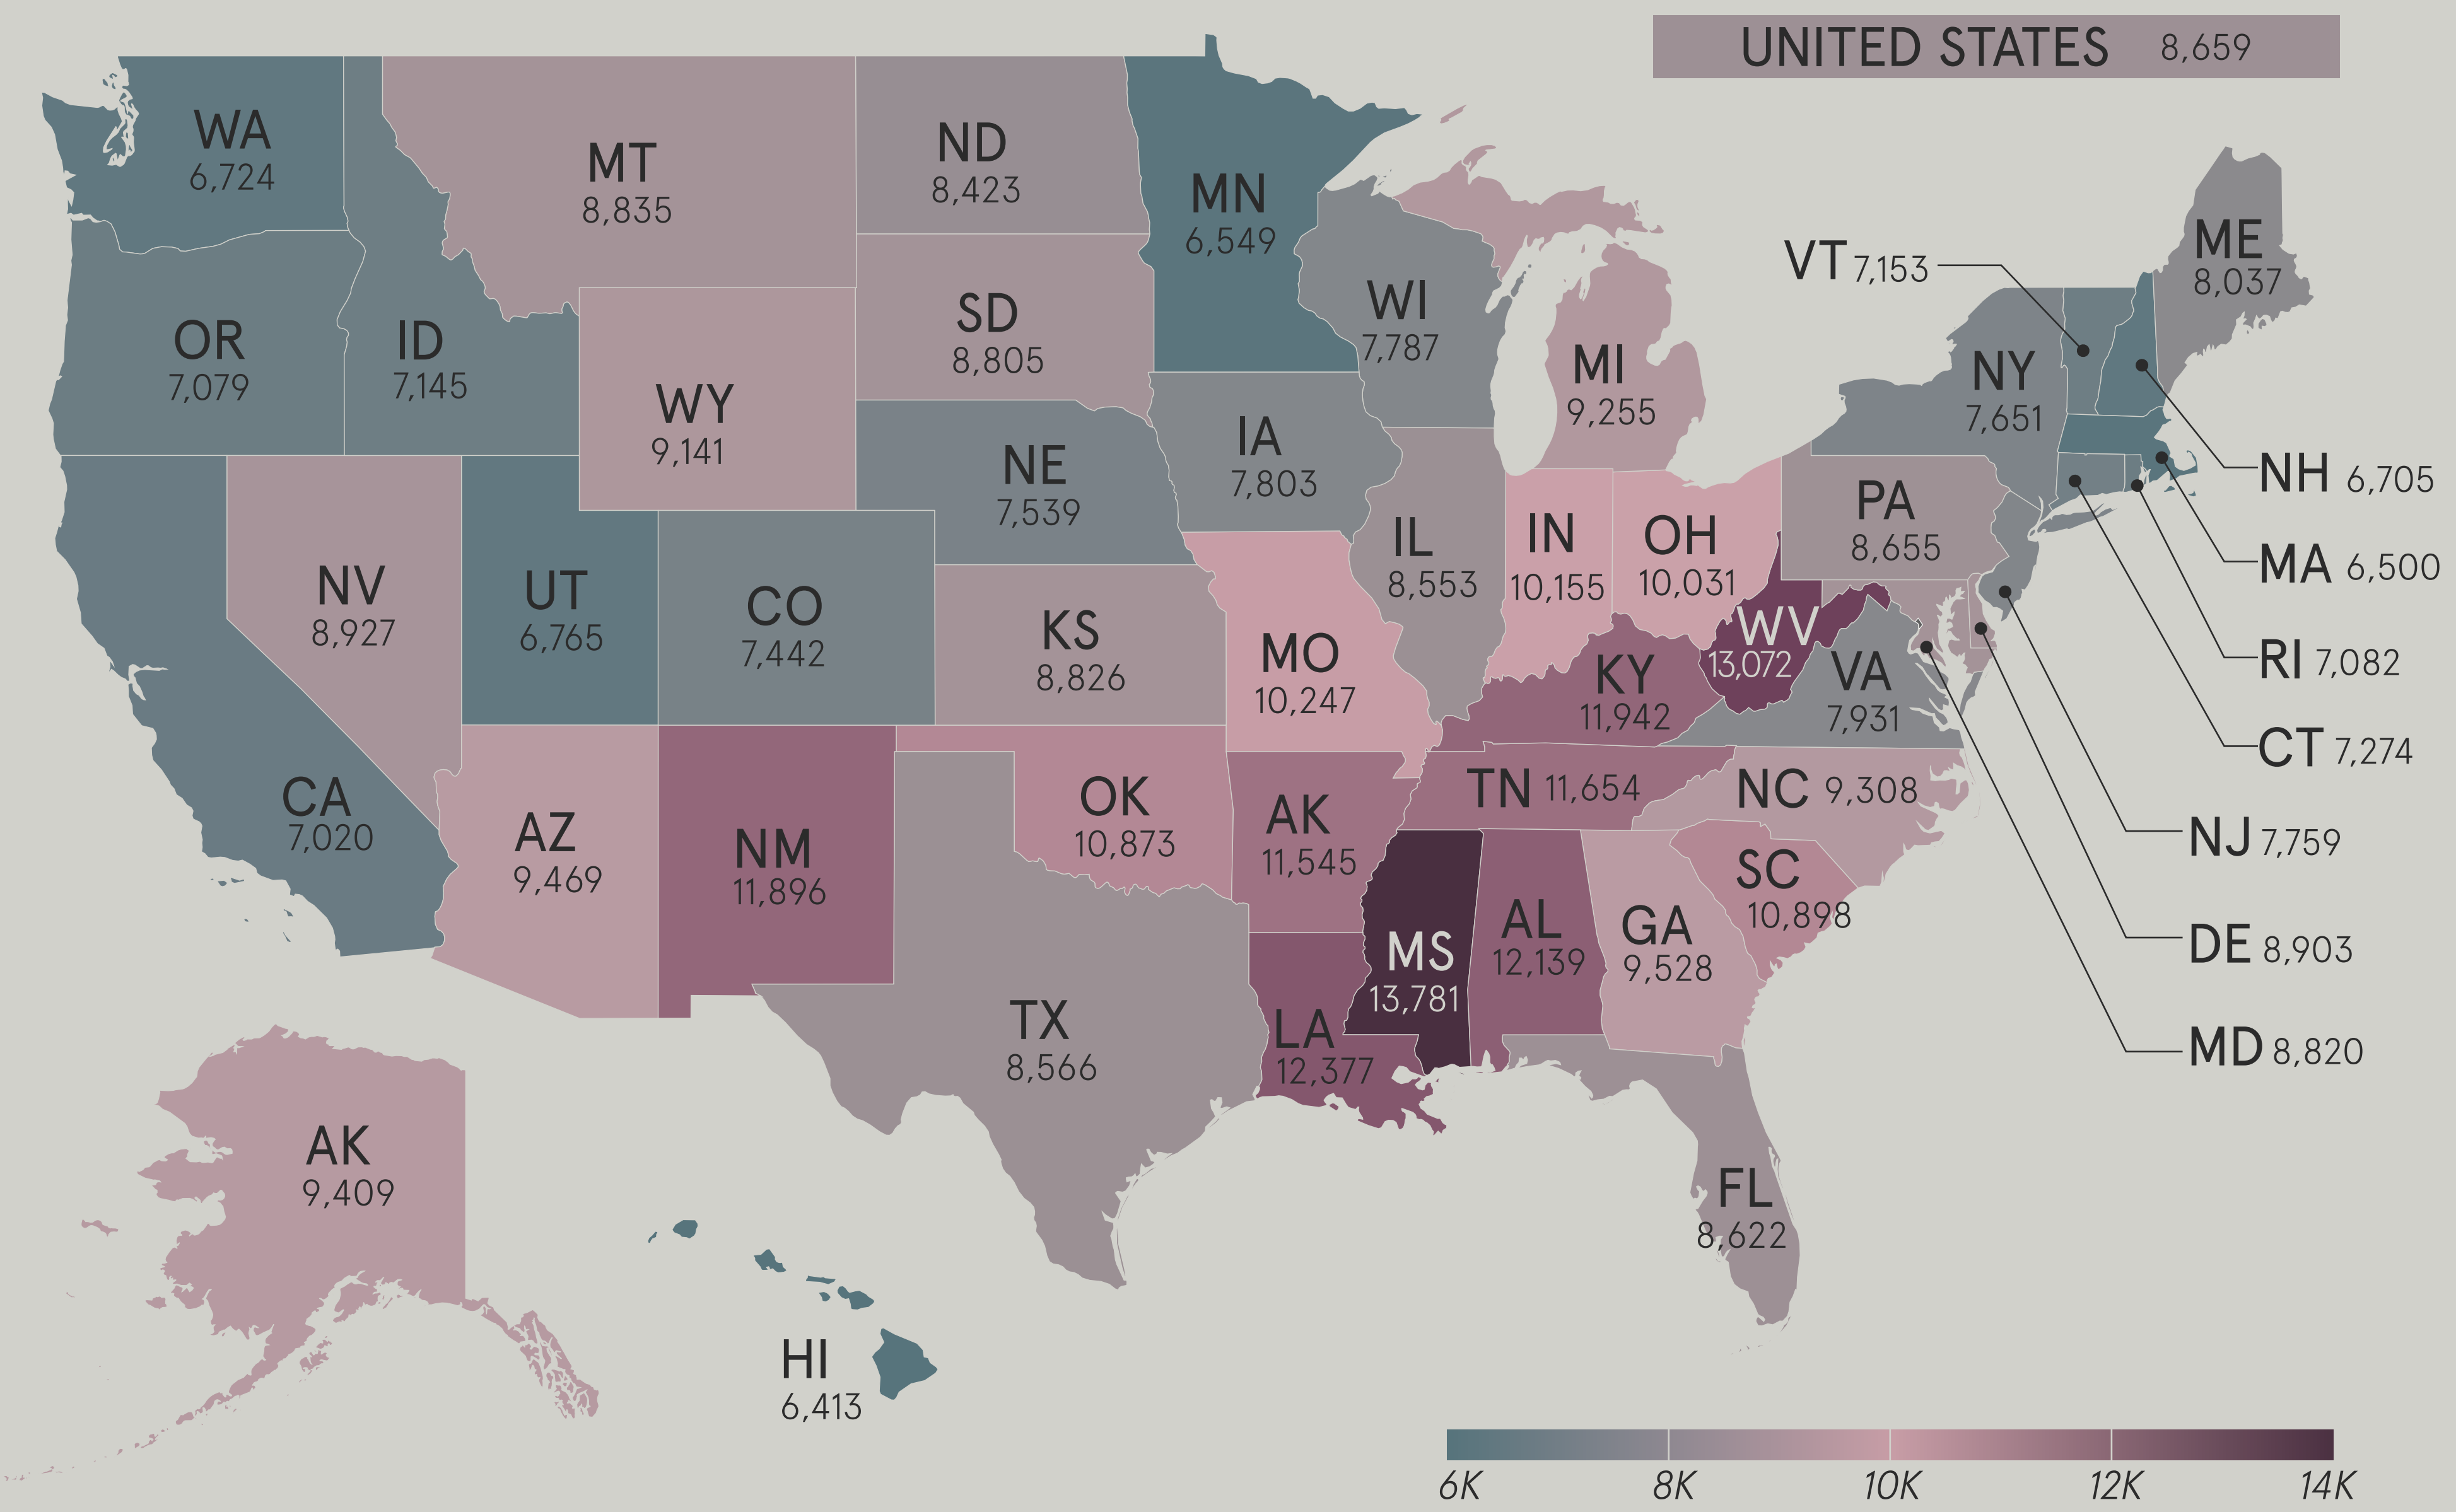 UNITED STATES 8,659
WA
6,724
MT
8,835
ND
8,423
MN
6,549
VT 7,153
ME
8,037
OR
7,079
ID
7,145
WY
9,141
SD
8,805
WI
7,787
MI
9,255
NY
7,651
NE
7,539
IA
7,803
NH 6,705
NV
8,927
UT
6,765
CO
7,442
KS
8,826
MO
10,247
IL
8,553
IN
10,155
OH
10,031
PA
8,655
MA 6,500
WV
13,072
KY
11,942
VA
7,931
RI 7,082
CT 7,274
CA
7,020
AZ
9,469
NM
11,896
OK
10,873
AK
11,545
TN 11,654
NC 9,308
NJ 7,759
SC
10,898
MS
13,781
AL
12,139
GA
9,528
DE 8,903
TX
8,566
LA
12,377
MD 8,820
AK
9,409
FL
8,622
HI
6,413
6K 8K 10K 12K 14K